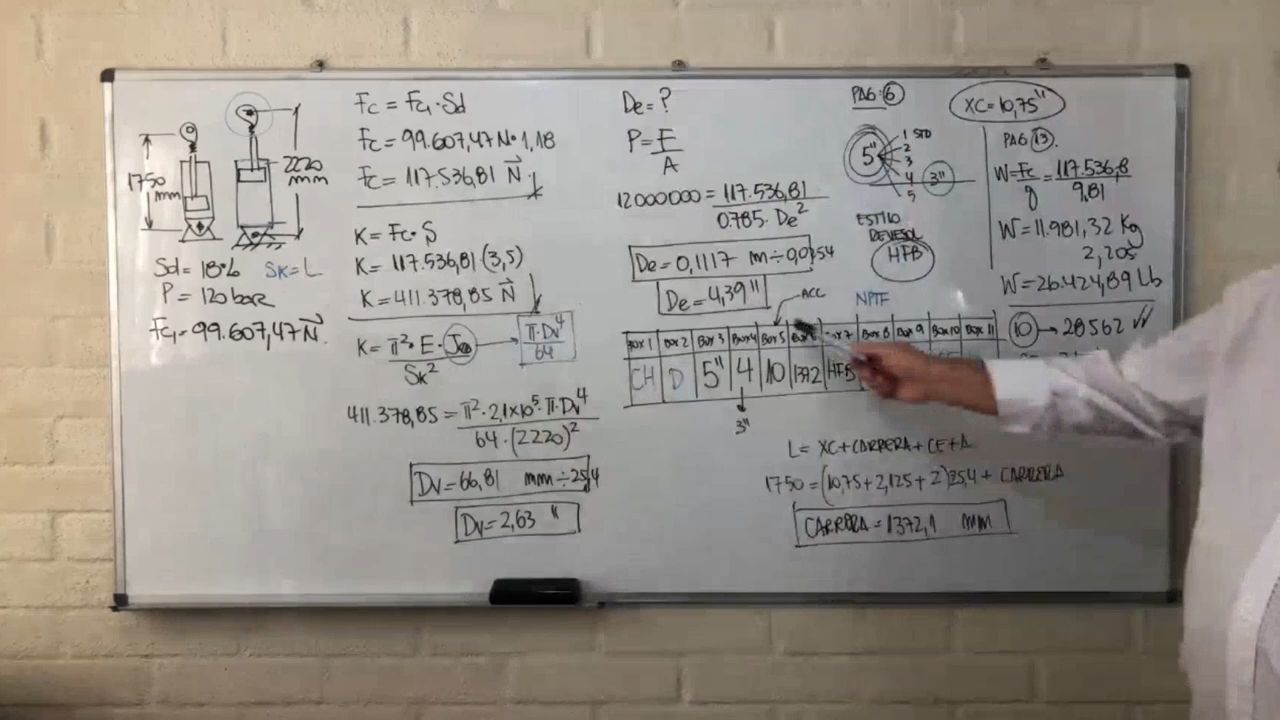 1750
mm
2220
mm
Sd = 18%
SK = L
P = 120 bar
FC1 = 99.607,47 N
Fc = FC1 · Sd
Fc = 99.607,47 N · 1,18
Fc = 117.536,81 N
K = Fc · S
K = 117.536,81 (3,5)
K = 411.378,85 N
K = π² · E · J
SK²
π · Dv⁴
64
411.378,85 = π² · 2,1x10⁵ · π · Dv⁴
64 · (2220)²
Dv = 66,81 mm ÷ 25,4
Dv = 2,63 "
De = ?
P = F
A
12000000 = 117.536,81
0.785 · De²
De = 0,1117 m ÷ 0,0254
De = 4,39"
ACC
NPTF
BOX 1 BOX 2 BOX 3 BOX 4 BOX 5 BOX 6 BOX 7 BOX 8 BOX 9 BOX 10 BOX 11
CH D 5" 4 10 1372 HFB
3"
PAG: 6
5"
1 STD
2
3
4 3"
5
ESTILO
DE VESOL
HFB
XC = 10,75"
PAG 13.
W = Fc = 117.536,8
g 9,81
W = 11.981,32 Kg
2,205
W = 26.424,89 Lb
10 → 28562
L = XC + CARRERA + CE + A
1750 = (10,75 + 2,125 + 2) 25,4 + CARRERA
CARRERA = 1372,1 mm